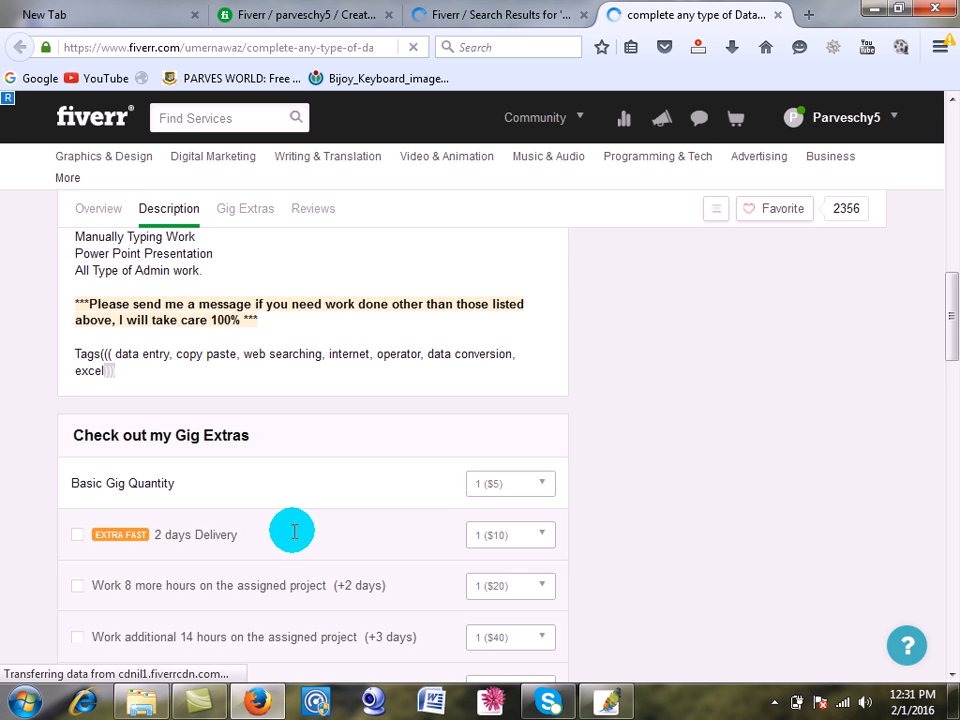 New Tab
Fiverr / parveschy5 / Creat...
Fiverr / Search Results for '...
complete any type of Data...
https://www.fiverr.com/umernawaz/complete-any-type-of-da
Search
Google
YouTube
PARVES WORLD: Free ...
Bijoy_Keyboard_image...
R
fiverr®
Find Services
Community
P
Parveschy5
Graphics & Design
Digital Marketing
Writing & Translation
Video & Animation
Music & Audio
Programming & Tech
Advertising
Business
More
Overview
Description
Gig Extras
Reviews
Favorite
2356
Manually Typing Work
Power Point Presentation
All Type of Admin work.
***Please send me a message if you need work done other than those listed
above, I will take care 100% ***
Tags((( data entry, copy paste, web searching, internet, operator, data conversion,
excel)))
Check out my Gig Extras
Basic Gig Quantity
1 ($5)
EXTRA FAST 2 days Delivery
1 ($10)
Work 8 more hours on the assigned project (+2 days)
1 ($20)
Work additional 14 hours on the assigned project (+3 days)
1 ($40)
?
Transferring data from cdnil1.fiverrcdn.com...
12:31 PM
2/1/2016